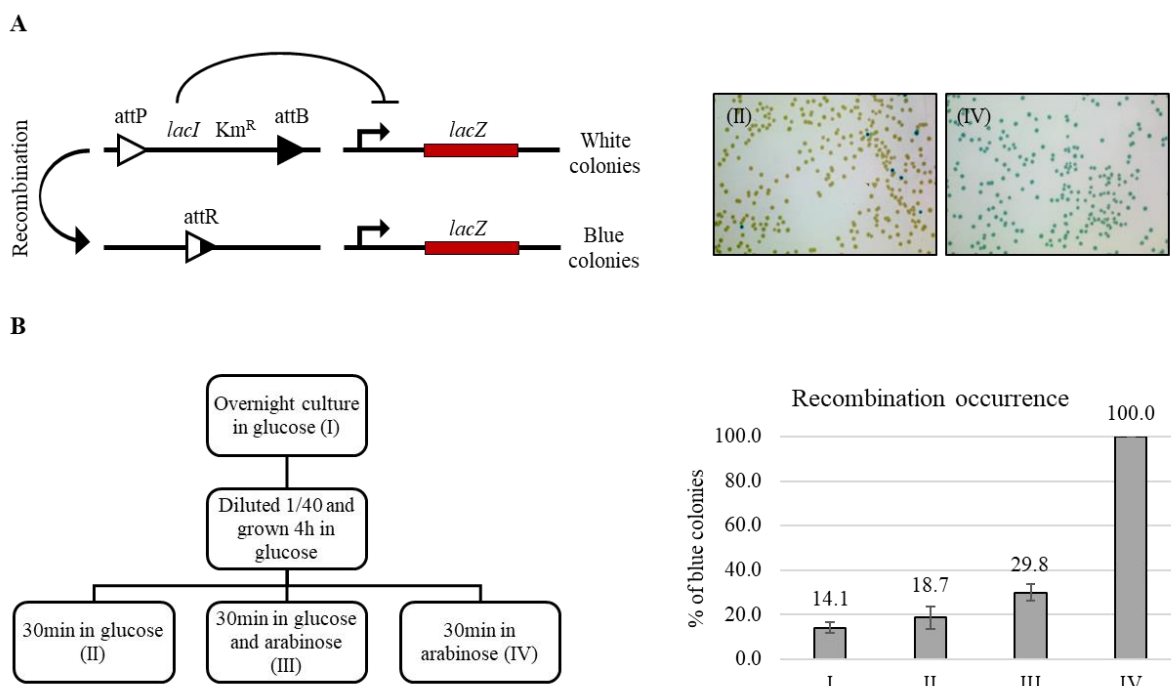 A
attP
lacI
Km^R
attB
lacZ
White
colonies
Recombination
attR
lacZ
Blue
colonies
(II)
(IV)
B
Overnight culture
in glucose (I)
Diluted 1/40 and
grown 4h in
glucose
30min in glucose
(II)
30min in glucose
and arabinose
(III)
30min in
arabinose (IV)
Recombination occurrence
% of blue colonies
100.0
80.0
60.0
40.0
20.0
0.0
14.1
18.7
29.8
100.0
I
II
III
IV